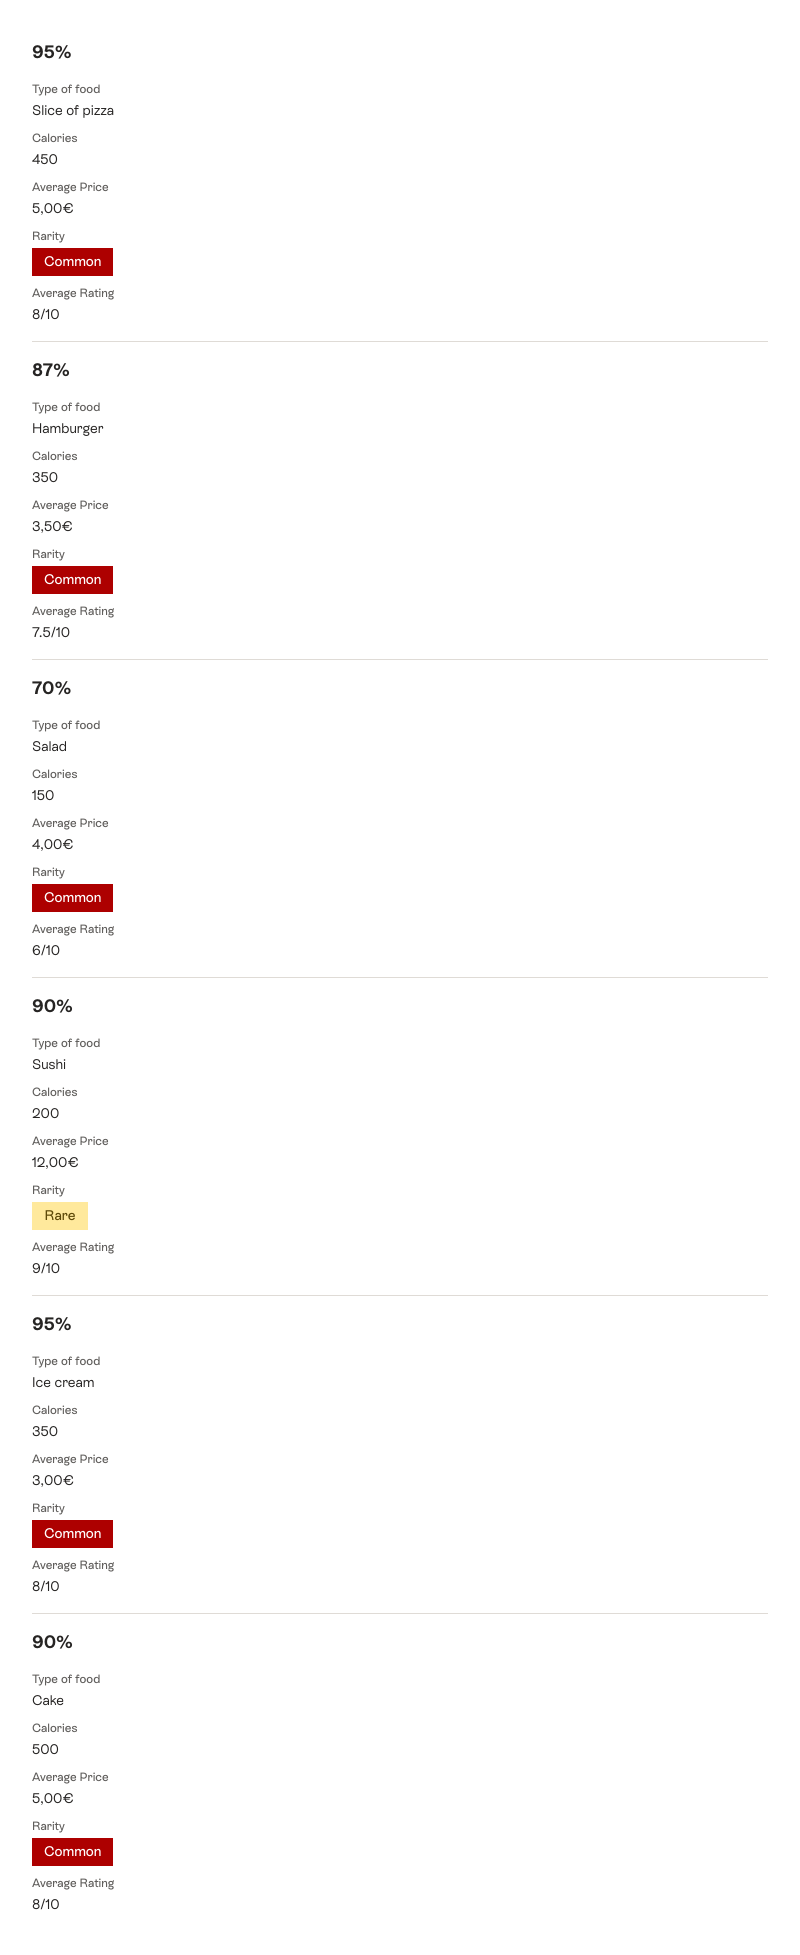 95%
Type of food
Slice of pizza
Calories
450
Average Price
5,00€
Rarity
Common
Average Rating
8/10
87%
Type of food
Hamburger
Calories
350
Average Price
3,50€
Rarity
Common
Average Rating
7.5/10
70%
Type of food
Salad
Calories
150
Average Price
4,00€
Rarity
Common
Average Rating
6/10
90%
Type of food
Sushi
Calories
200
Average Price
12,00€
Rarity
Rare
Average Rating
9/10
95%
Type of food
Ice cream
Calories
350
Average Price
3,00€
Rarity
Common
Average Rating
8/10
90%
Type of food
Cake
Calories
500
Average Price
5,00€
Rarity
Common
Average Rating
8/10